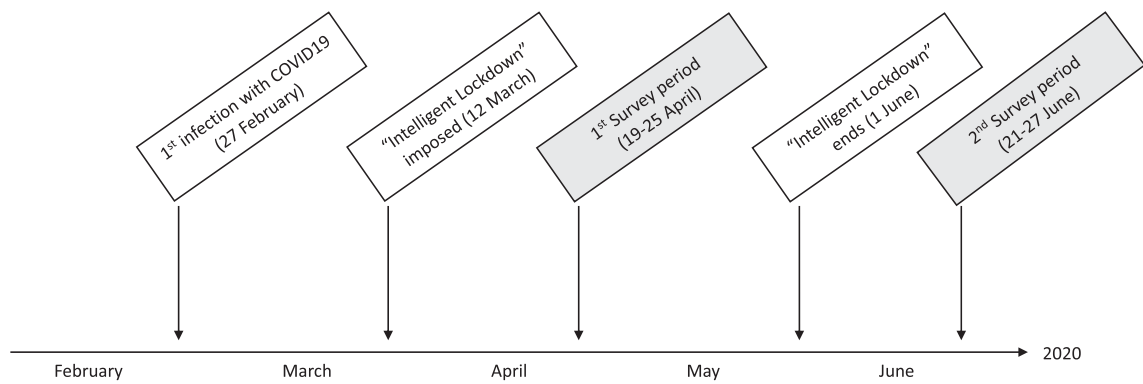 1st infection with COVID19
(27 February)
“Intelligent Lockdown”
imposed (12 March)
1st Survey period
(19-25 April)
“Intelligent Lockdown”
ends (1 June)
2nd Survey period
(21-27 June)
2020
February
March
April
May
June